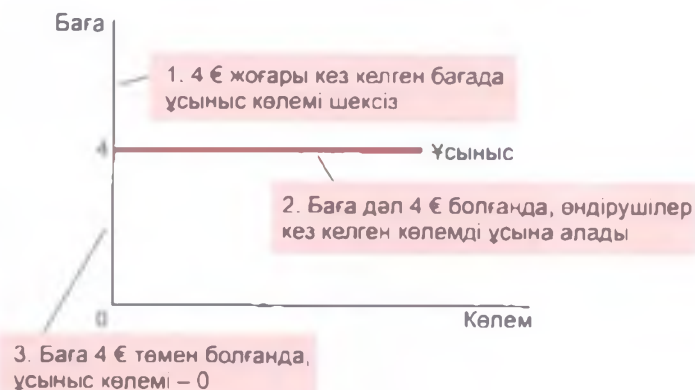 Баға
1. 4 € жоғары кез келген бағада
ұсыныс көлемі шексіз
4
Ұсыныс
2. Баға дәл 4 € болғанда, өндірушілер
кез келген көлемді ұсына алады
0
Көлем
3. Баға 4 € төмен болғанда,
ұсыныс көлемі – 0